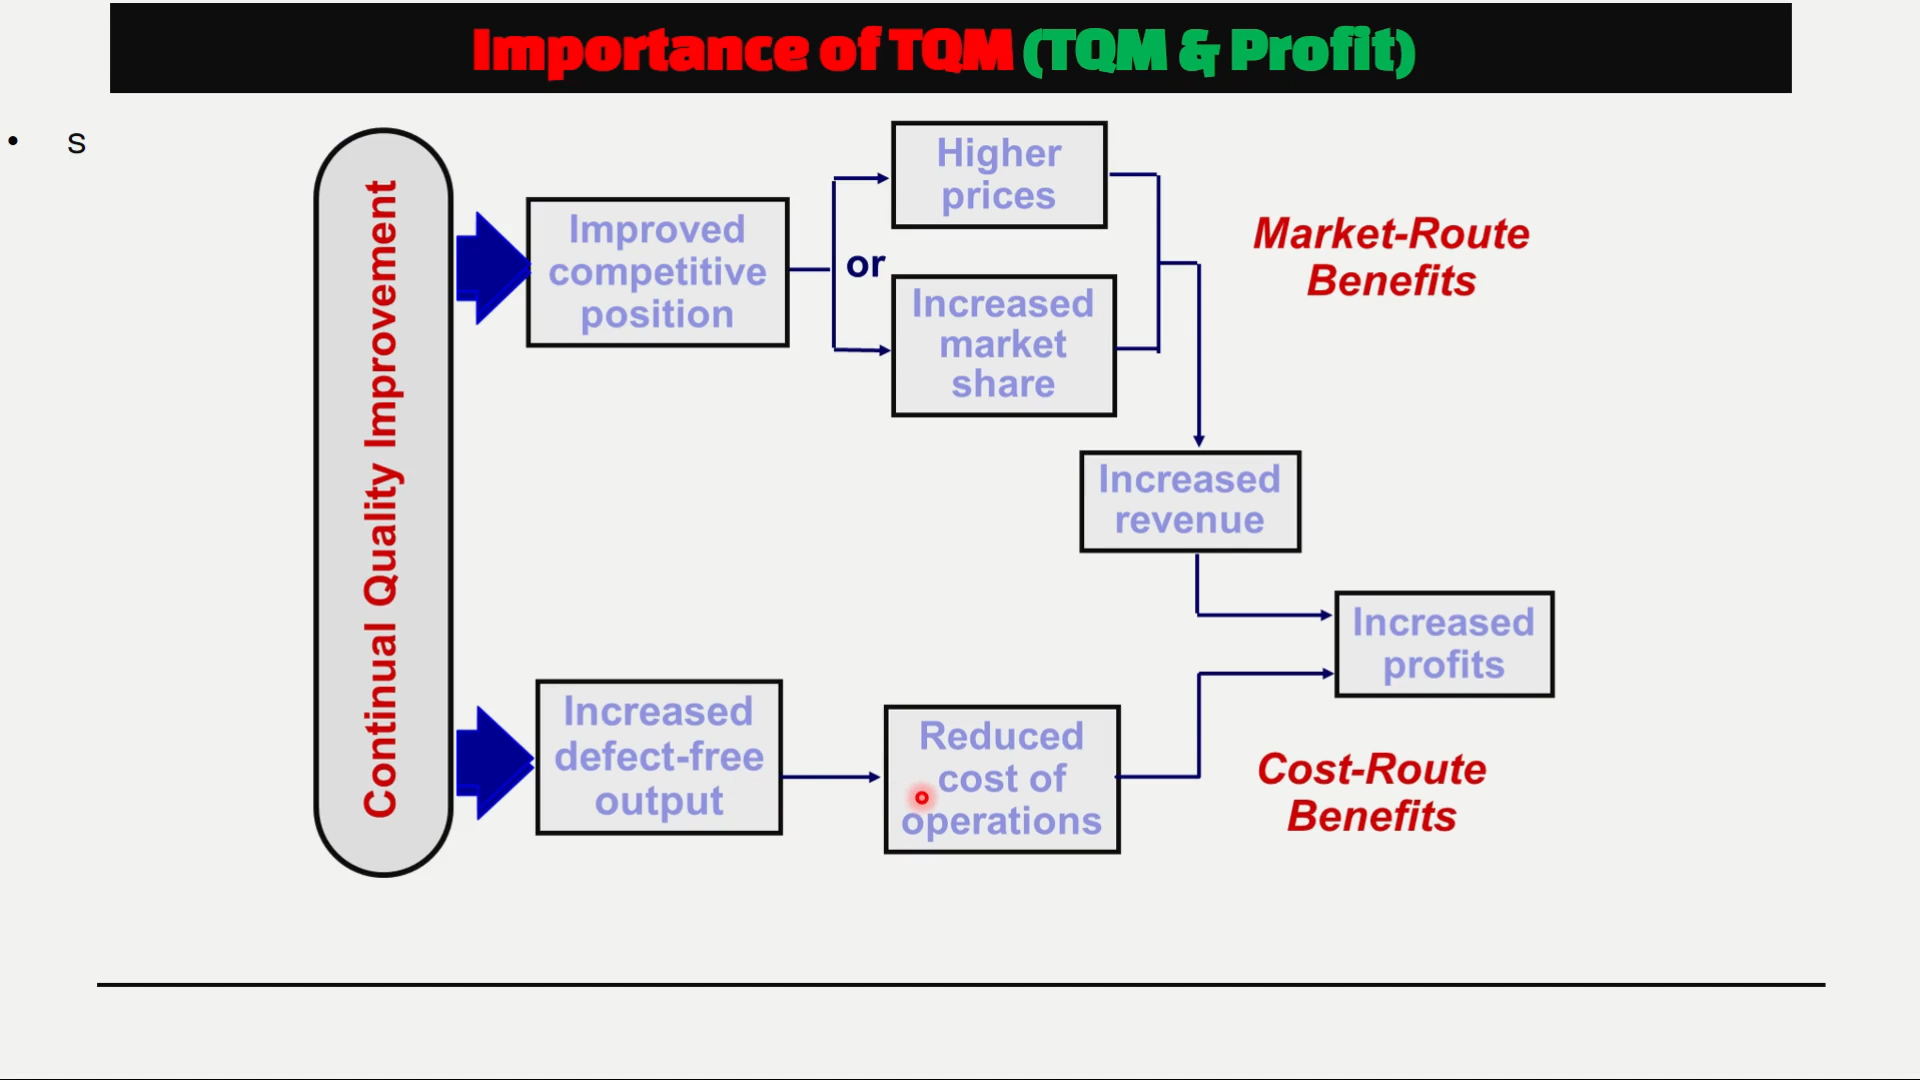 Importance of TQM (TQM & Profit)
• S
Continual Quality Improvement
Improved
competitive
position
or
Higher
prices
Increased
market
share
Market-Route
Benefits
Increased
revenue
Increased
profits
Increased
defect-free
output
Reduced
cost of
operations
Cost-Route
Benefits